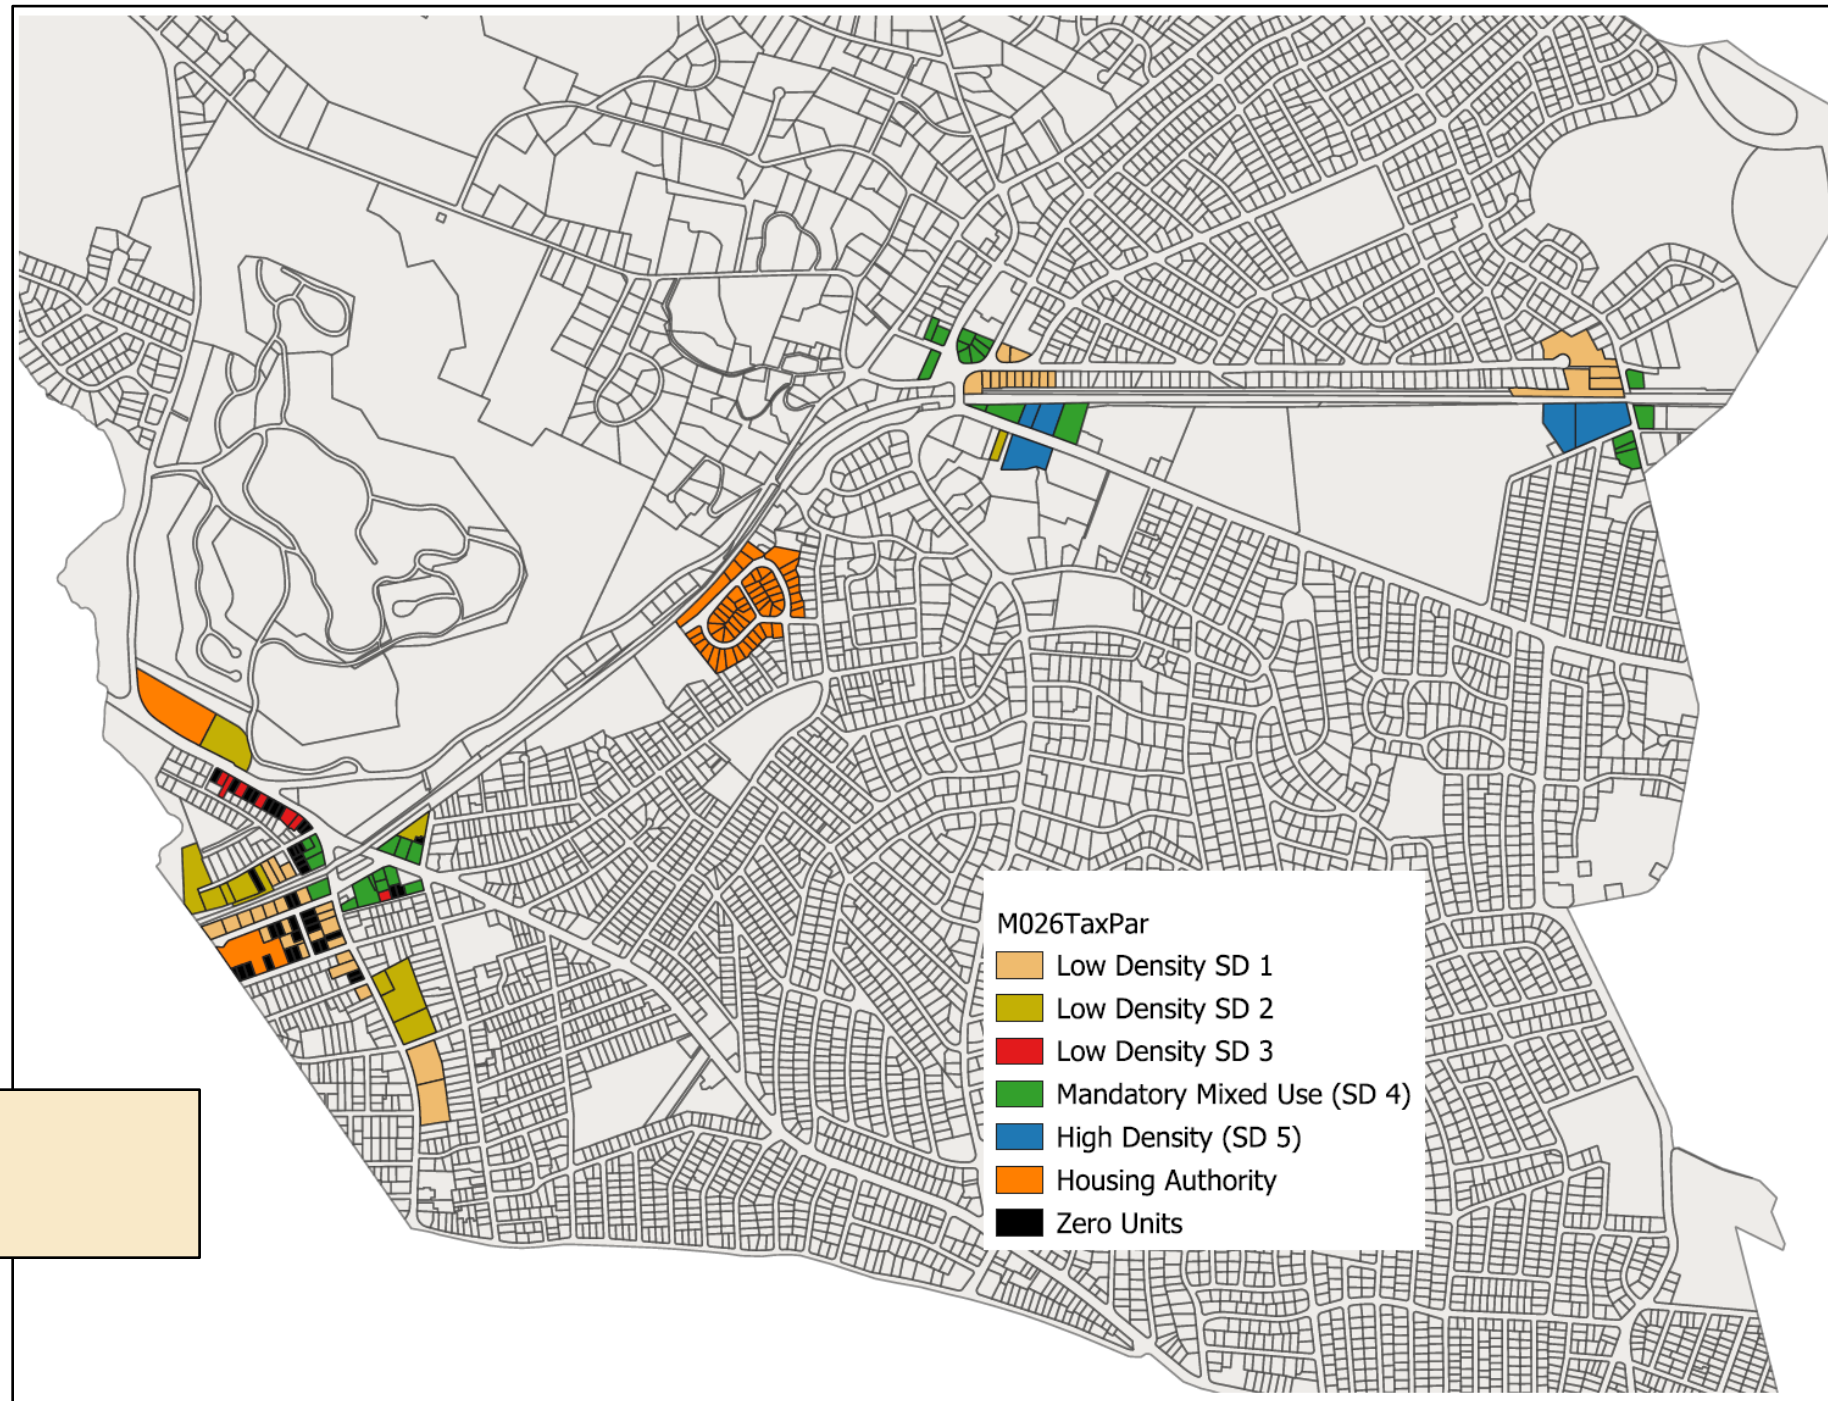 M026TaxPar
Low Density SD 1
Low Density SD 2
Low Density SD 3
Mandatory Mixed Use (SD 4)
High Density (SD 5)
Housing Authority
Zero Units